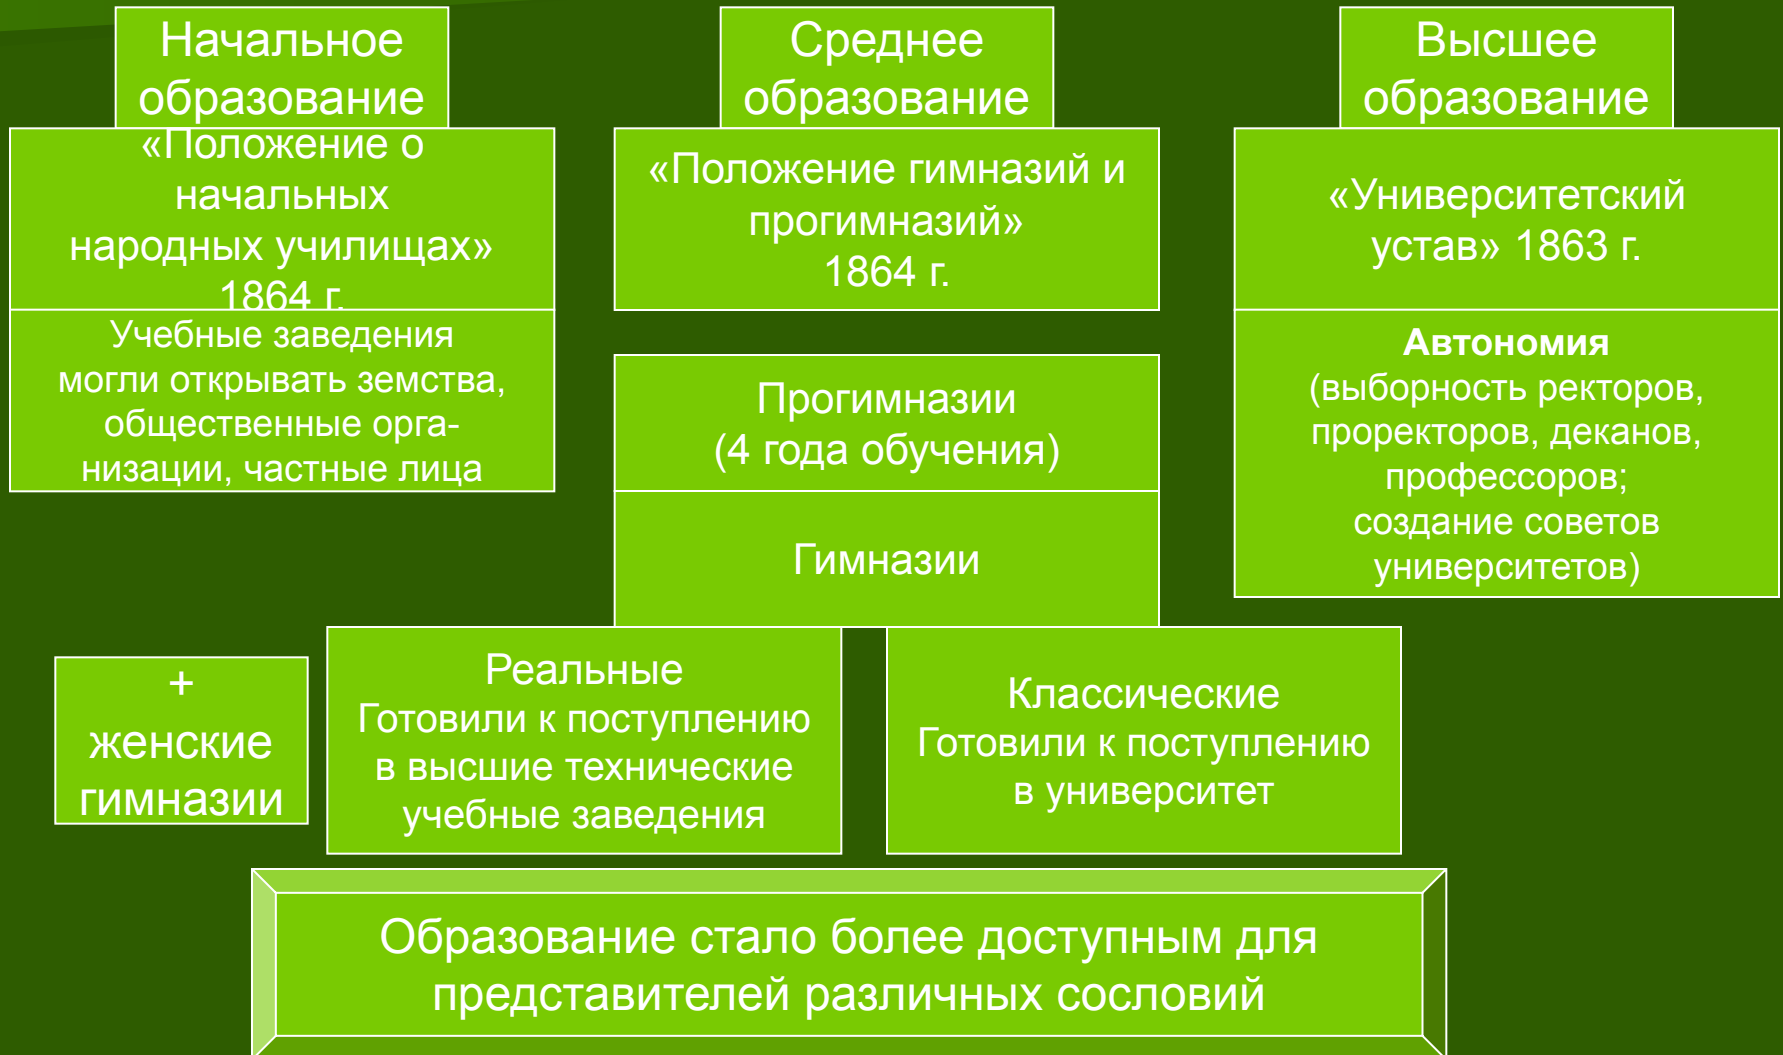 Начальное
образование
«Положение о
начальных
народных училищах»
1864 г.
Учебные заведения
могли открывать земства,
общественные орга-
низации, частные лица
Среднее
образование
«Положение гимназий и
прогимназий»
1864 г.
Прогимназии
(4 года обучения)
Гимназии
Высшее
образование
«Университетский
устав» 1863 г.
Автономия
(выборность ректоров,
проректоров, деканов,
профессоров;
создание советов
университетов)
+
женские
гимназии
Реальные
Готовили к поступлению
в высшие технические
учебные заведения
Классические
Готовили к поступлению
в университет
Образование стало более доступным для
представителей различных сословий